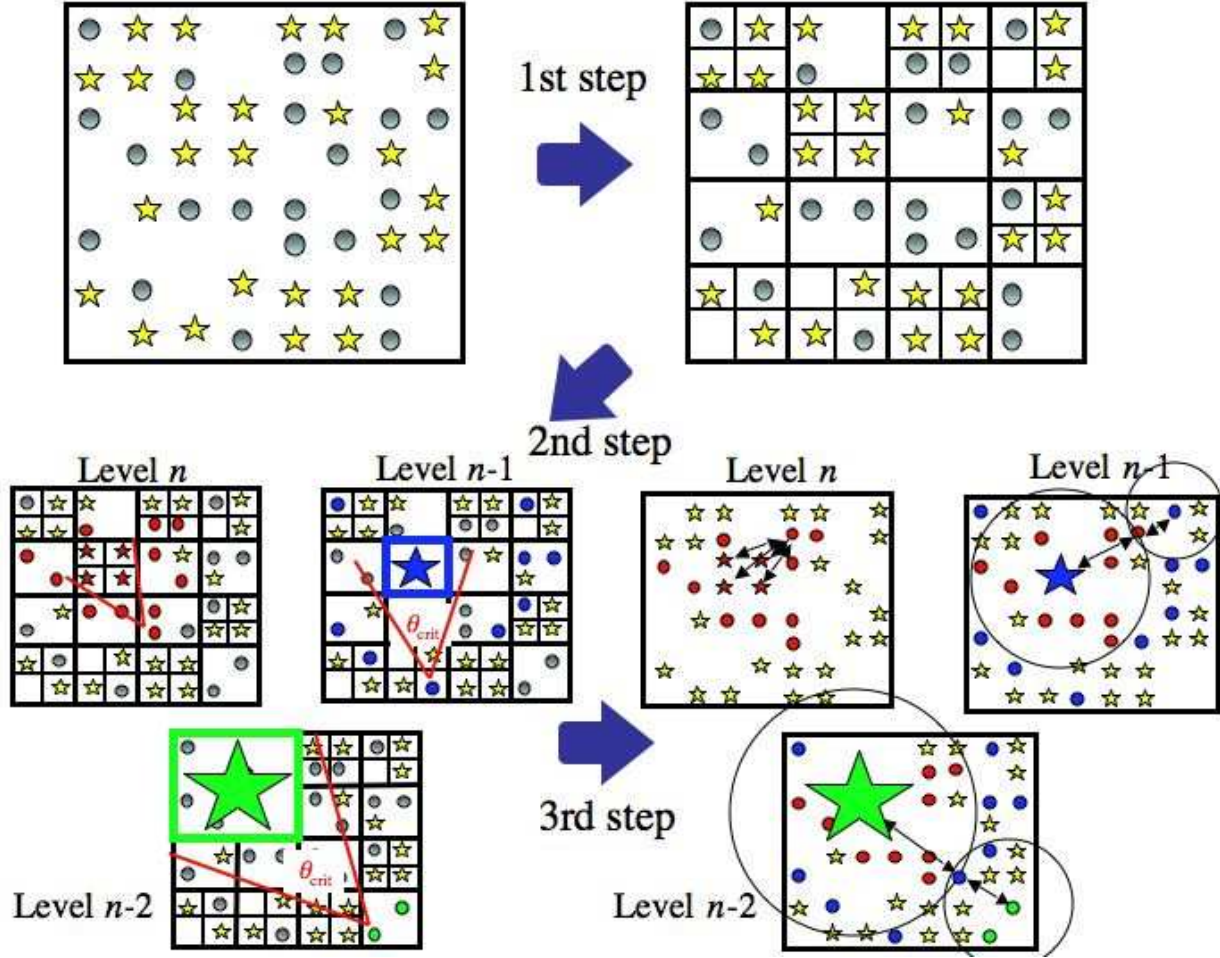 1st step
2nd step
Level n
Level n-1
Level n
Level n-1
θcrit
3rd step
θcrit
Level n-2
Level n-2